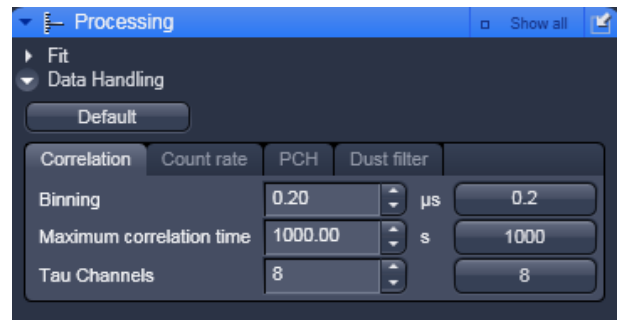 Processing Show all
Fit
Data Handling
Default
Correlation Count rate PCH Dust filter
Binning 0.20 µs 0.2
Maximum correlation time 1000.00 s 1000
Tau Channels 8 8